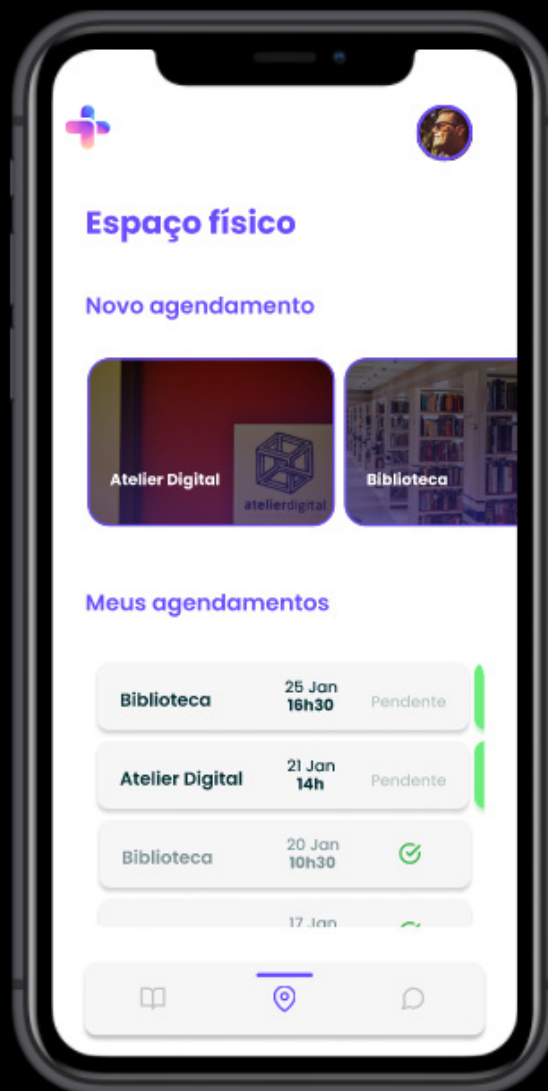 Espaço físico
Novo agendamento
Atelier Digital
atelierdigital
Biblioteca
Meus agendamentos
Biblioteca
25 Jan
16h30
Pendente
Atelier Digital
21 Jan
14h
Pendente
Biblioteca
20 Jan
10h30
17 Jan